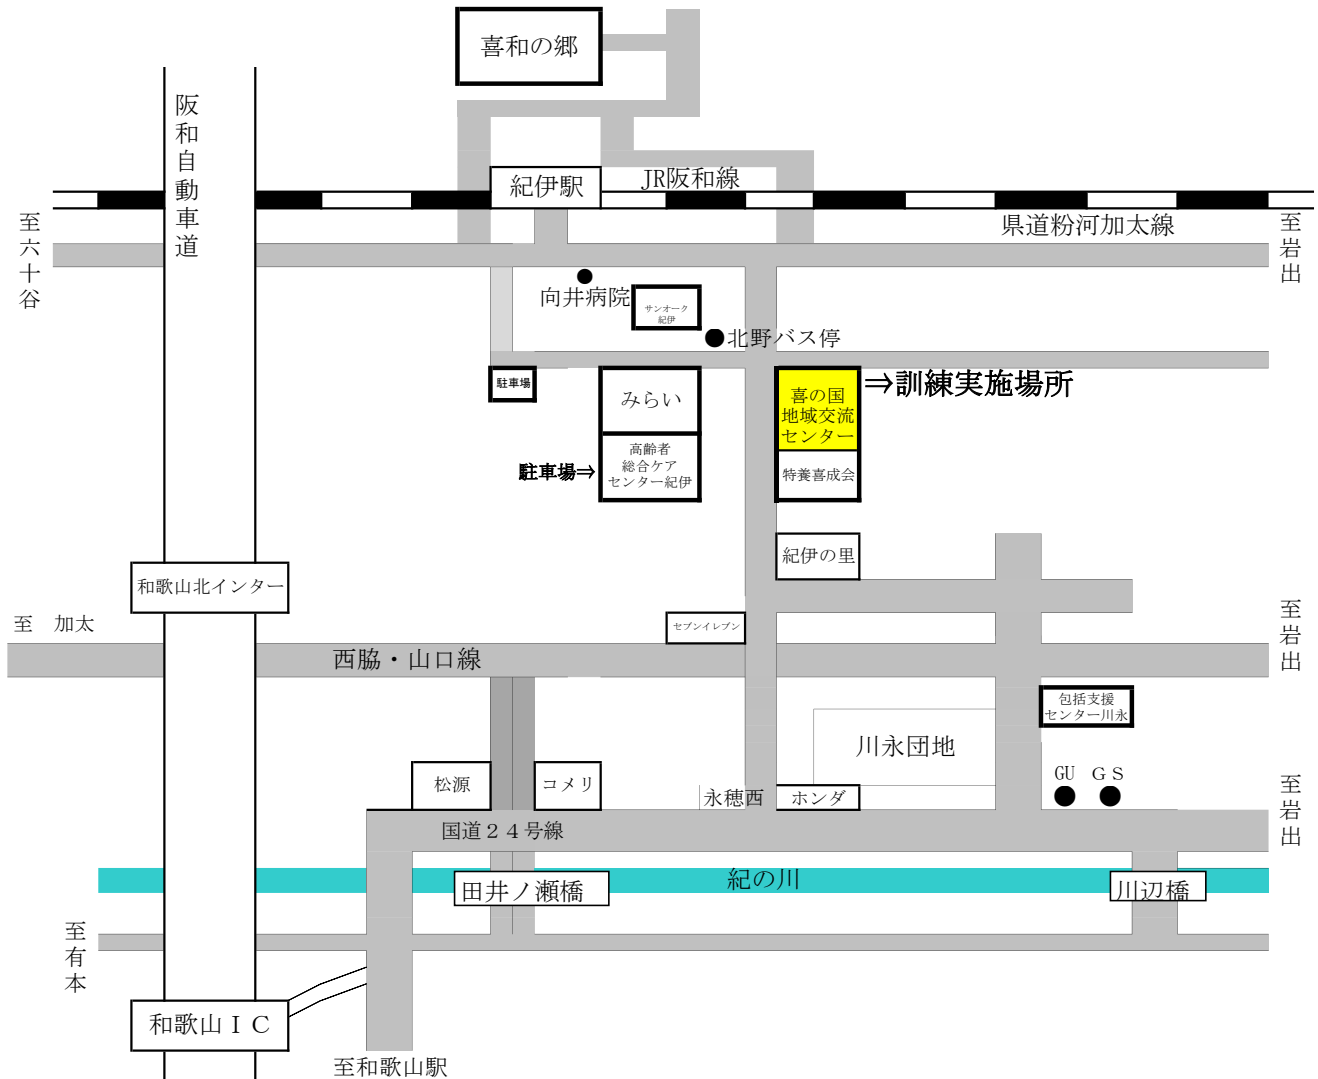 喜和の郷
阪和自動車道
紀伊駅
JR阪和線
至六十谷
県道粉河加太線
至岩出
向井病院
サンオーク
紀伊
北野バス停
駐車場
みらい
喜の国
地域交流
センター
⇒訓練実施場所
高齢者
総合ケア
センター紀伊
駐車場⇒
特養喜成会
紀伊の里
和歌山北インター
至　加太
セブンイレブン
至岩出
西脇・山口線
包括支援
センター川永
川永団地
松源
コメリ
永穂西
ホンダ
GU
ＧＳ
至岩出
国道２４号線
紀の川
田井ノ瀬橋
川辺橋
至有本
和歌山ＩＣ
至和歌山駅